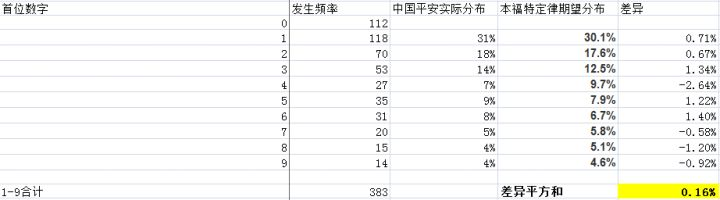 首位数字 发生频率 中国平安实际分布 本福特定律期望分布 差异
0 112
1 118 31% 30.1% 0.71%
2 70 18% 17.6% 0.67%
3 53 14% 12.5% 1.34%
4 27 7% 9.7% -2.64%
5 35 9% 7.9% 1.22%
6 31 8% 6.7% 1.40%
7 20 5% 5.8% -0.58%
8 15 4% 5.1% -1.20%
9 14 4% 4.6% -0.92%
1-9合计 383 差异平方和 0.16%